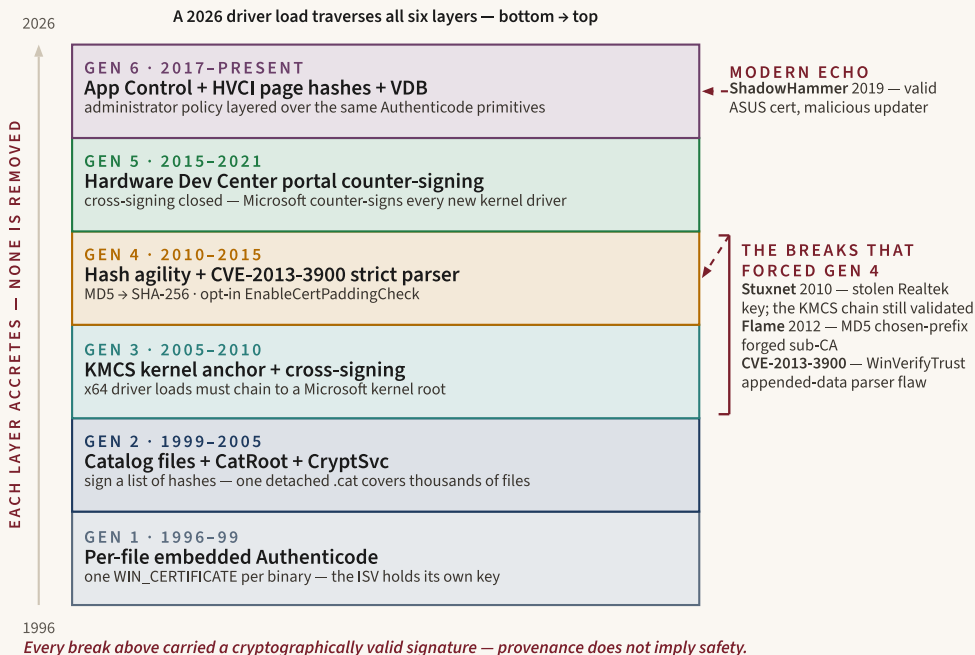 A 2026 driver load traverses all six layers — bottom → top
2026
EACH LAYER ACCRETES — NONE IS REMOVED
GEN 6 · 2017–PRESENT
App Control + HVCI page hashes + VDB
administrator policy layered over the same Authenticode primitives
MODERN ECHO
ShadowHammer 2019 — valid
ASUS cert, malicious updater
GEN 5 · 2015–2021
Hardware Dev Center portal counter-signing
cross-signing closed — Microsoft counter-signs every new kernel driver
GEN 4 · 2010–2015
Hash agility + CVE-2013-3900 strict parser
MD5 → SHA-256 · opt-in EnableCertPaddingCheck
THE BREAKS THAT
FORCED GEN 4
Stuxnet 2010 — stolen Realtek
key; the KMCS chain still validated
Flame 2012 — MD5 chosen-prefix
forged sub-CA
CVE-2013-3900 — WinVerifyTrust
appended-data parser flaw
GEN 3 · 2005–2010
KMCS kernel anchor + cross-signing
x64 driver loads must chain to a Microsoft kernel root
GEN 2 · 1999–2005
Catalog files + CatRoot + CryptSvc
sign a list of hashes — one detached .cat covers thousands of files
GEN 1 · 1996–99
Per-file embedded Authenticode
one WIN_CERTIFICATE per binary — the ISV holds its own key
1996
Every break above carried a cryptographically valid signature — provenance does not imply safety.